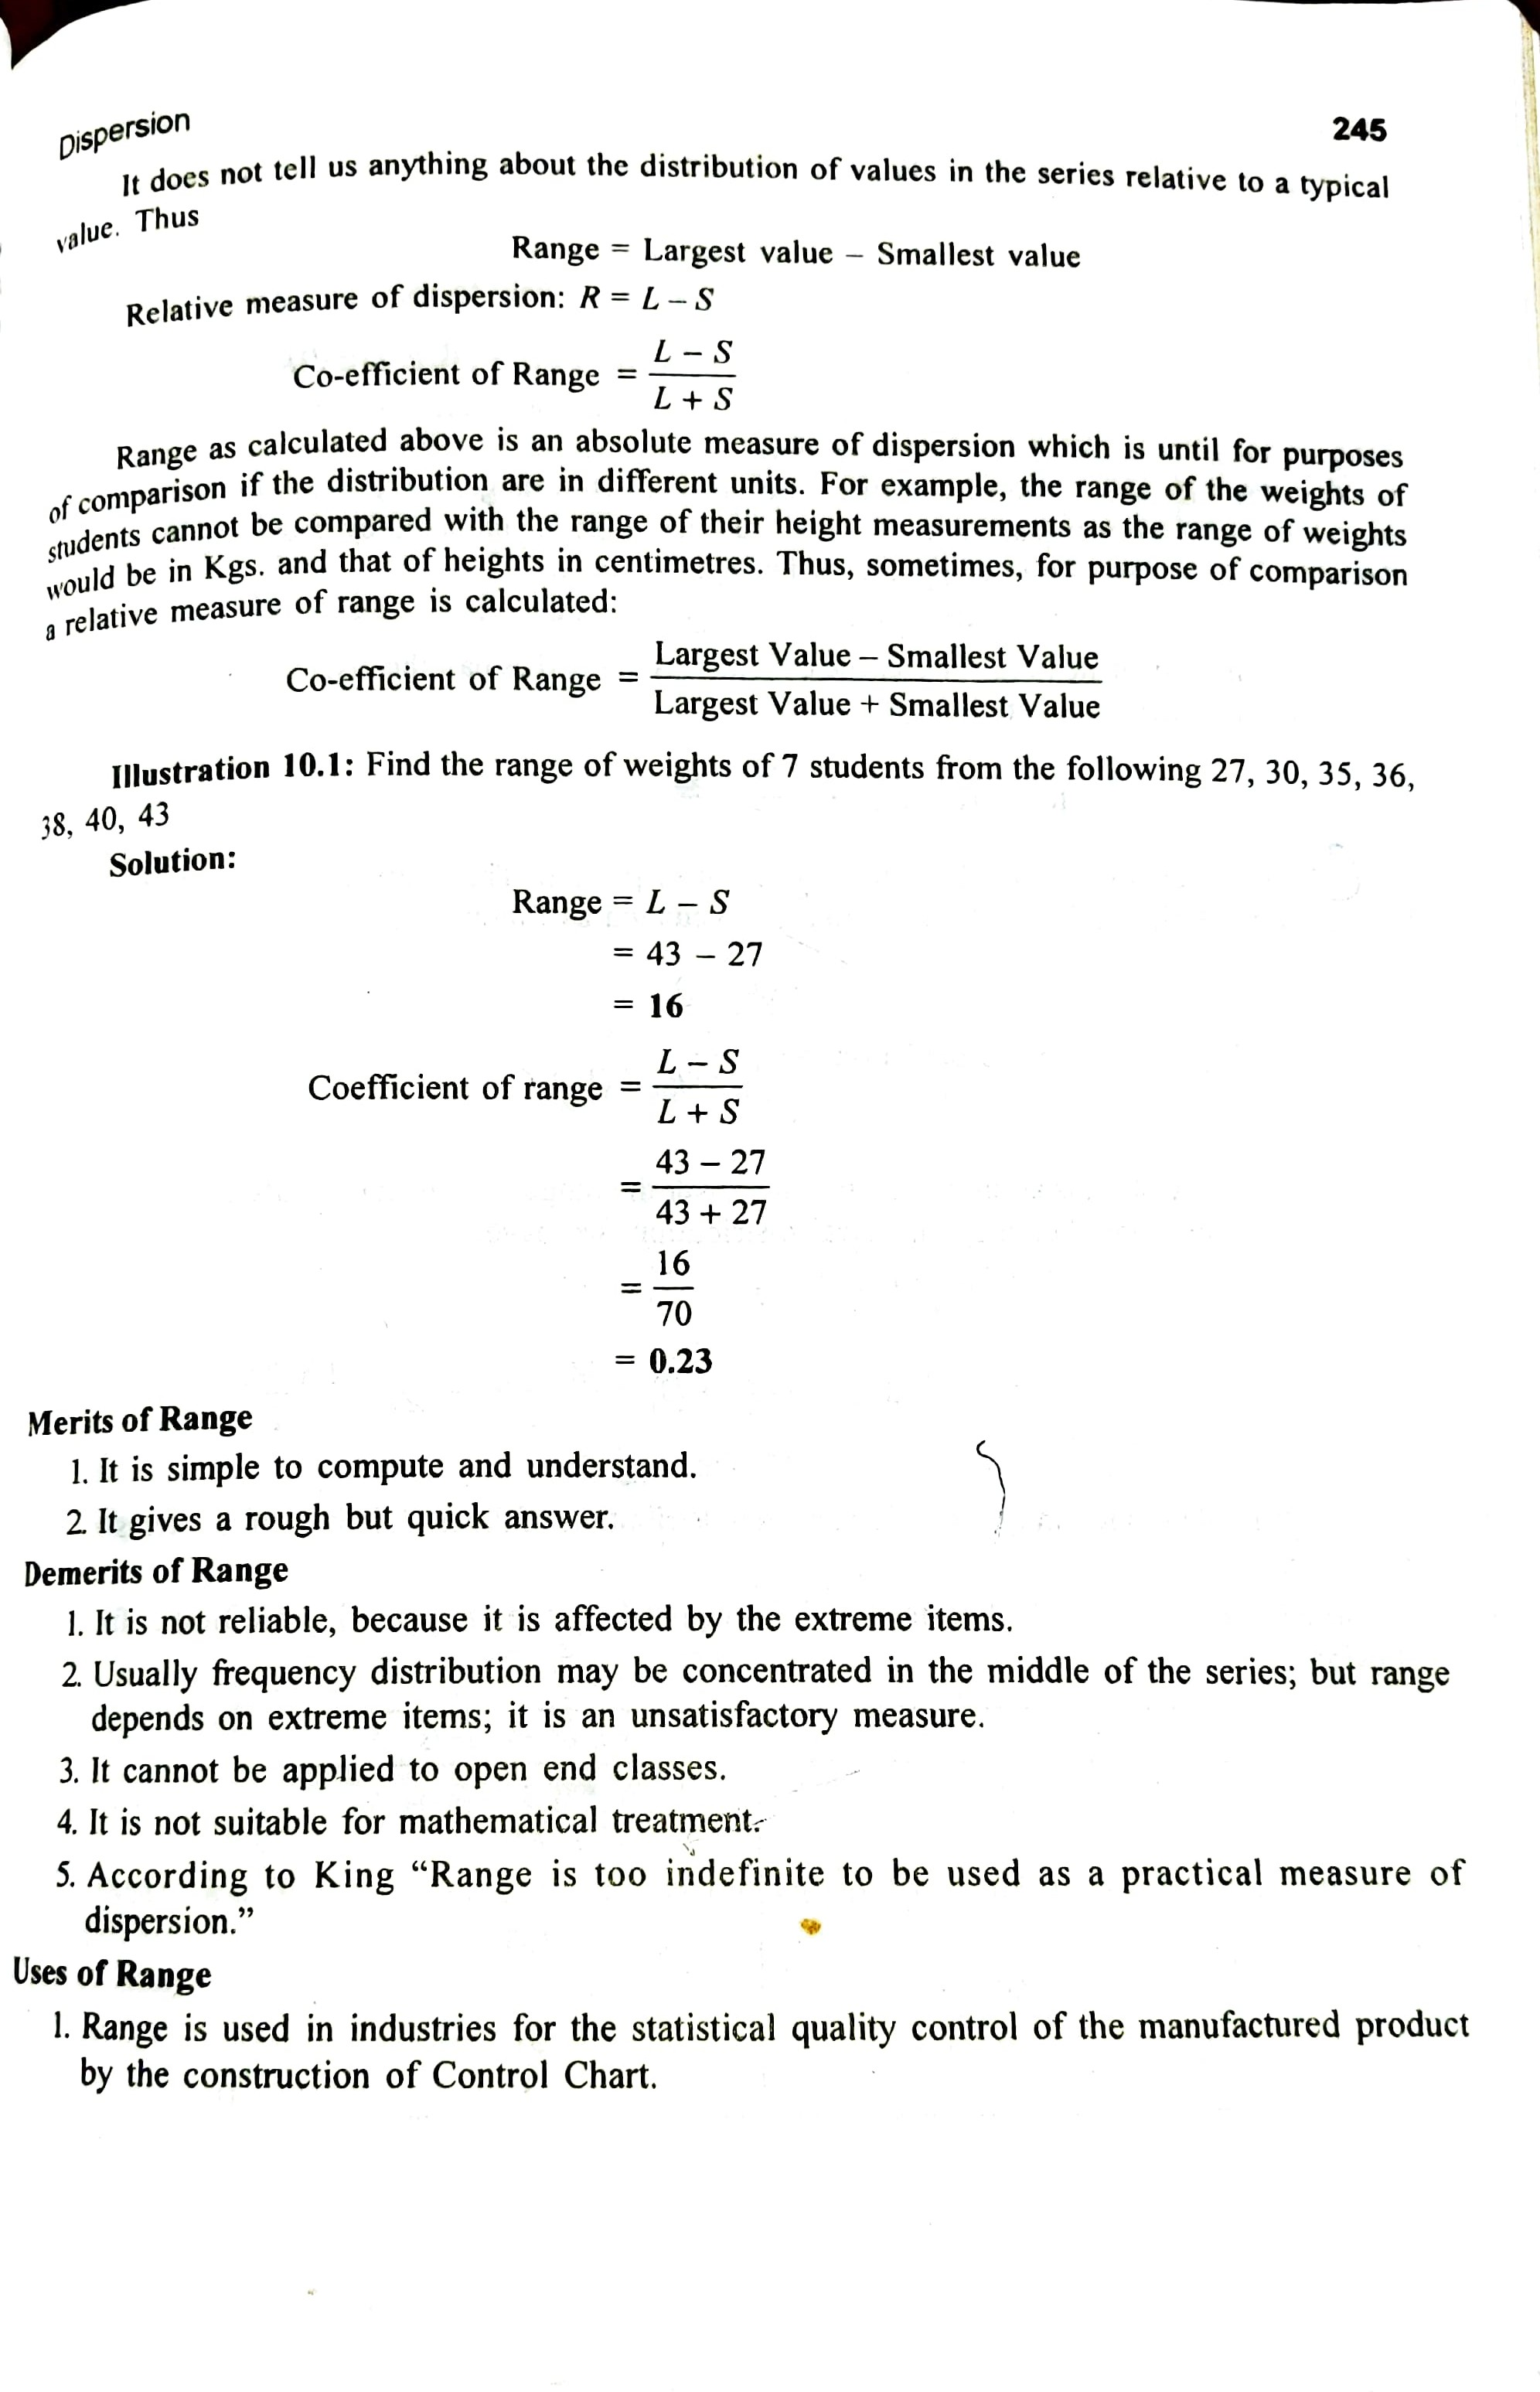 Dispersion
245
It does not tell us anything about the distribution of values in the series relative to a typical
value. Thus
Range = Largest value – Smallest value
Relative measure of dispersion: R = L – S
Co-efficient of Range = (L – S) / (L + S)
Range as calculated above is an absolute measure of dispersion which is until for purposes
of comparison if the distribution are in different units. For example, the range of the weights of
students cannot be compared with the range of their height measurements as the range of weights
would be in Kgs. and that of heights in centimetres. Thus, sometimes, for purpose of comparison
a relative measure of range is calculated:
Co-efficient of Range = (Largest Value – Smallest Value) / (Largest Value + Smallest Value)
Illustration 10.1: Find the range of weights of 7 students from the following 27, 30, 35, 36,
38, 40, 43
Solution:
Range = L – S
= 43 – 27
= 16
Coefficient of range = (L – S) / (L + S)
= (43 – 27) / (43 + 27)
= 16 / 70
= 0.23
Merits of Range
1. It is simple to compute and understand.
2. It gives a rough but quick answer.
Demerits of Range
1. It is not reliable, because it is affected by the extreme items.
2. Usually frequency distribution may be concentrated in the middle of the series; but range
depends on extreme items; it is an unsatisfactory measure.
3. It cannot be applied to open end classes.
4. It is not suitable for mathematical treatment.
5. According to King “Range is too indefinite to be used as a practical measure of
dispersion.”
Uses of Range
1. Range is used in industries for the statistical quality control of the manufactured product
by the construction of Control Chart.